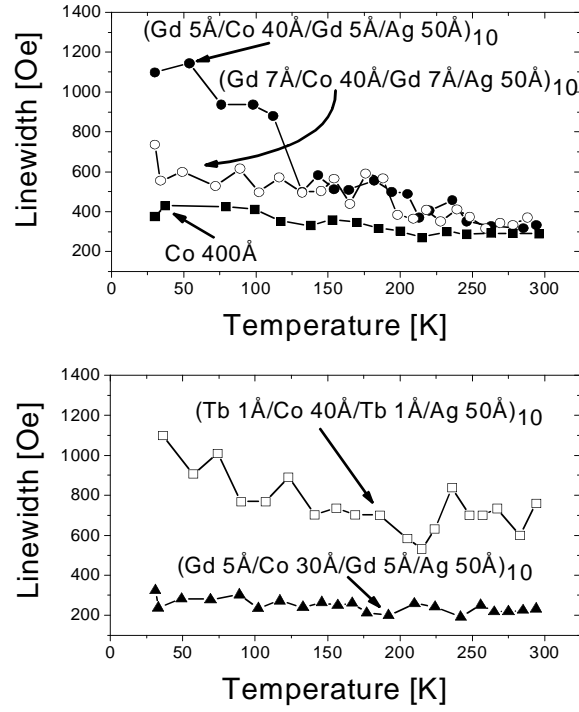 1400
1200
1000
800
600
400
200
Linewidth [Oe]
(Gd 5Å/Co 40Å/Gd 5Å/Ag 50Å)10
(Gd 7Å/Co 40Å/Gd 7Å/Ag 50Å)10
Co 400Å
0 50 100 150 200 250 300
Temperature [K]
1400
1200
1000
800
600
400
200
Linewidth [Oe]
(Tb 1Å/Co 40Å/Tb 1Å/Ag 50Å)10
(Gd 5Å/Co 30Å/Gd 5Å/Ag 50Å)10
0 50 100 150 200 250 300
Temperature [K]